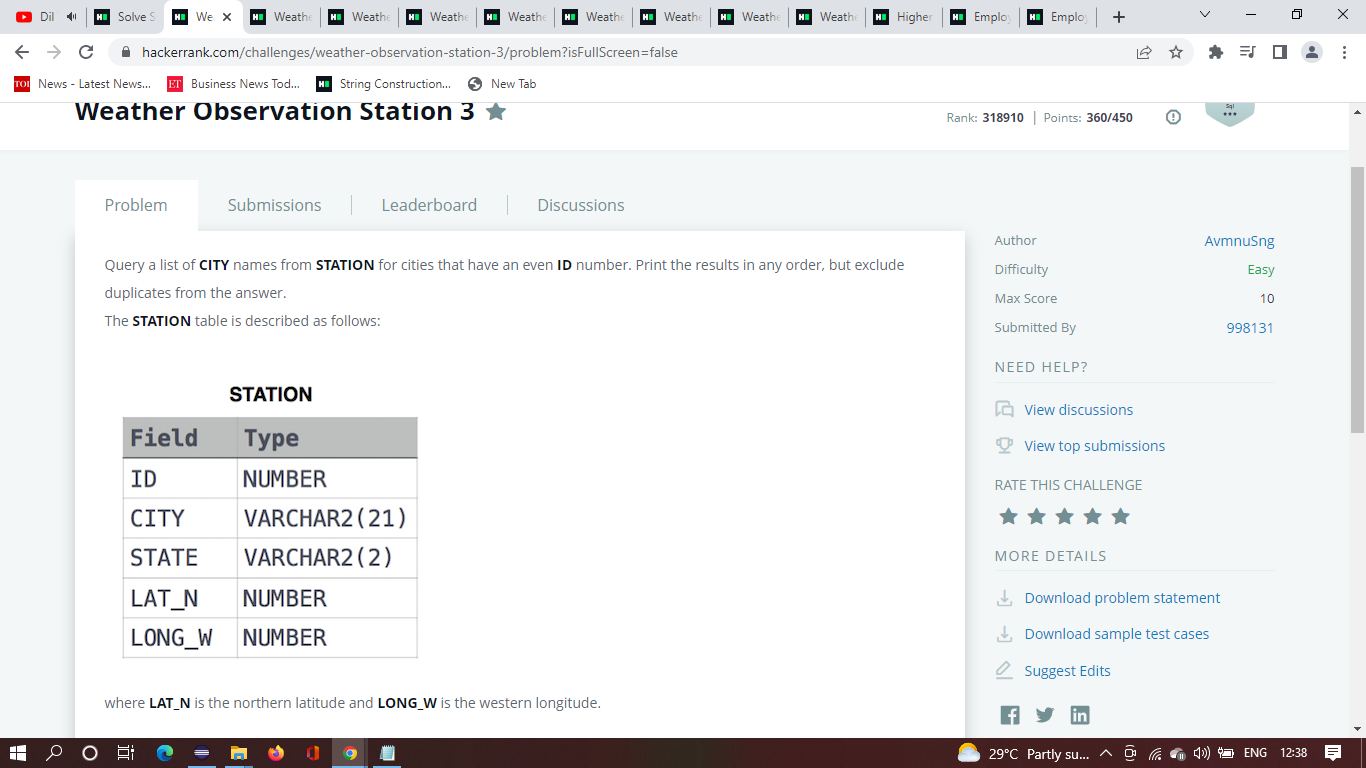 Dil
Solve S
We
Weathe
Weathe
Weathe
Weathe
Weathe
Weathe
Weathe
Weathe
Higher
Employ
Employ
hackerrank.com/challenges/weather-observation-station-3/problem?isFullScreen=false
TOI News - Latest News...
ET Business News Tod...
String Construction...
New Tab
Weather Observation Station 3
Rank: 318910 | Points: 360/450
Sql
Problem
Submissions
Leaderboard
Discussions
Query a list of CITY names from STATION for cities that have an even ID number. Print the results in any order, but exclude
duplicates from the answer.
The STATION table is described as follows:
STATION
Field Type
ID NUMBER
CITY VARCHAR2(21)
STATE VARCHAR2(2)
LAT_N NUMBER
LONG_W NUMBER
where LAT_N is the northern latitude and LONG_W is the western longitude.
Author AvmnuSng
Difficulty Easy
Max Score 10
Submitted By 998131
NEED HELP?
View discussions
View top submissions
RATE THIS CHALLENGE
MORE DETAILS
Download problem statement
Download sample test cases
Suggest Edits
29°C Partly su...
ENG
12:38